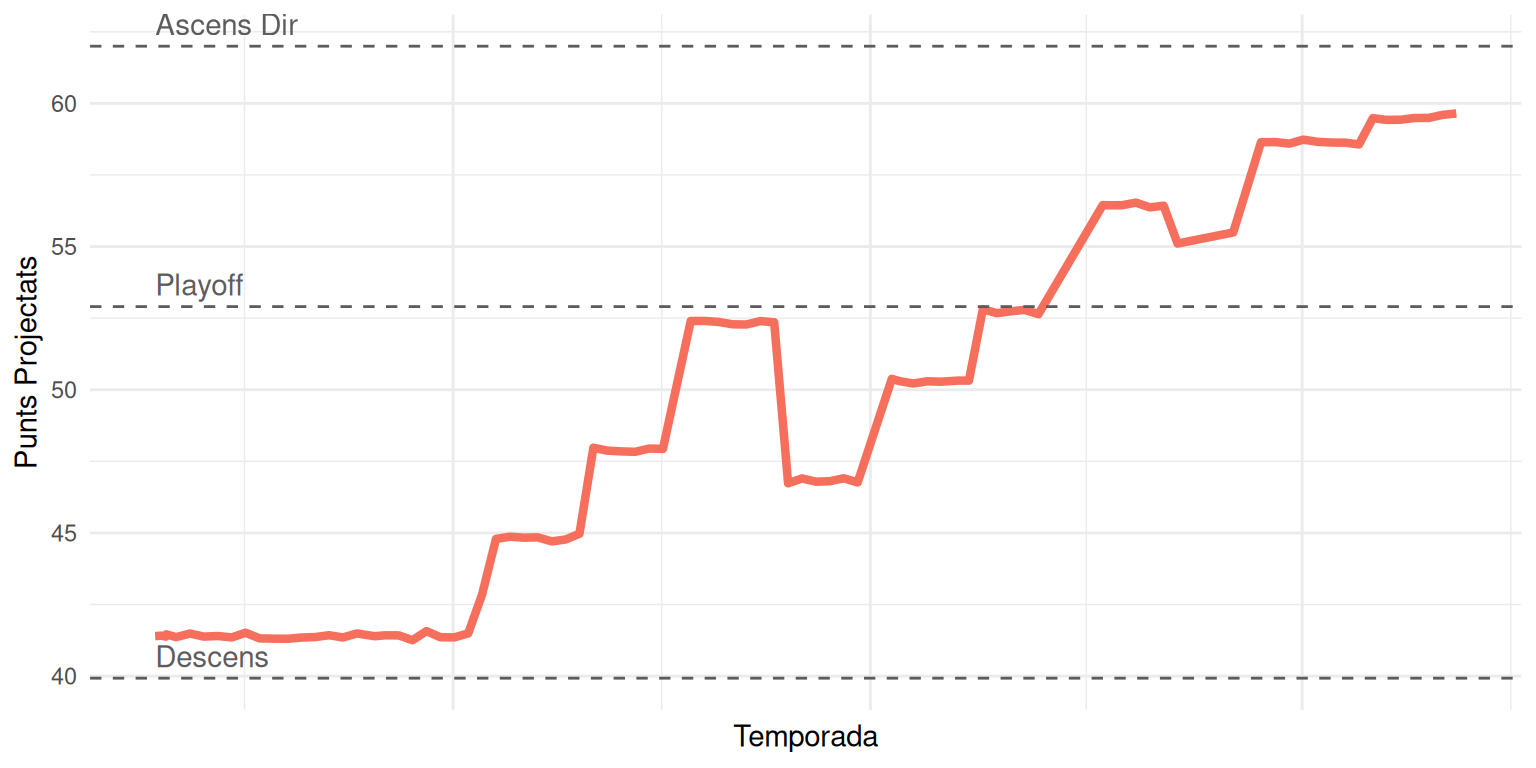 Ascens Dir
60
55
Playoff
50
45
Descens
40
Punts Projectats
Temporada